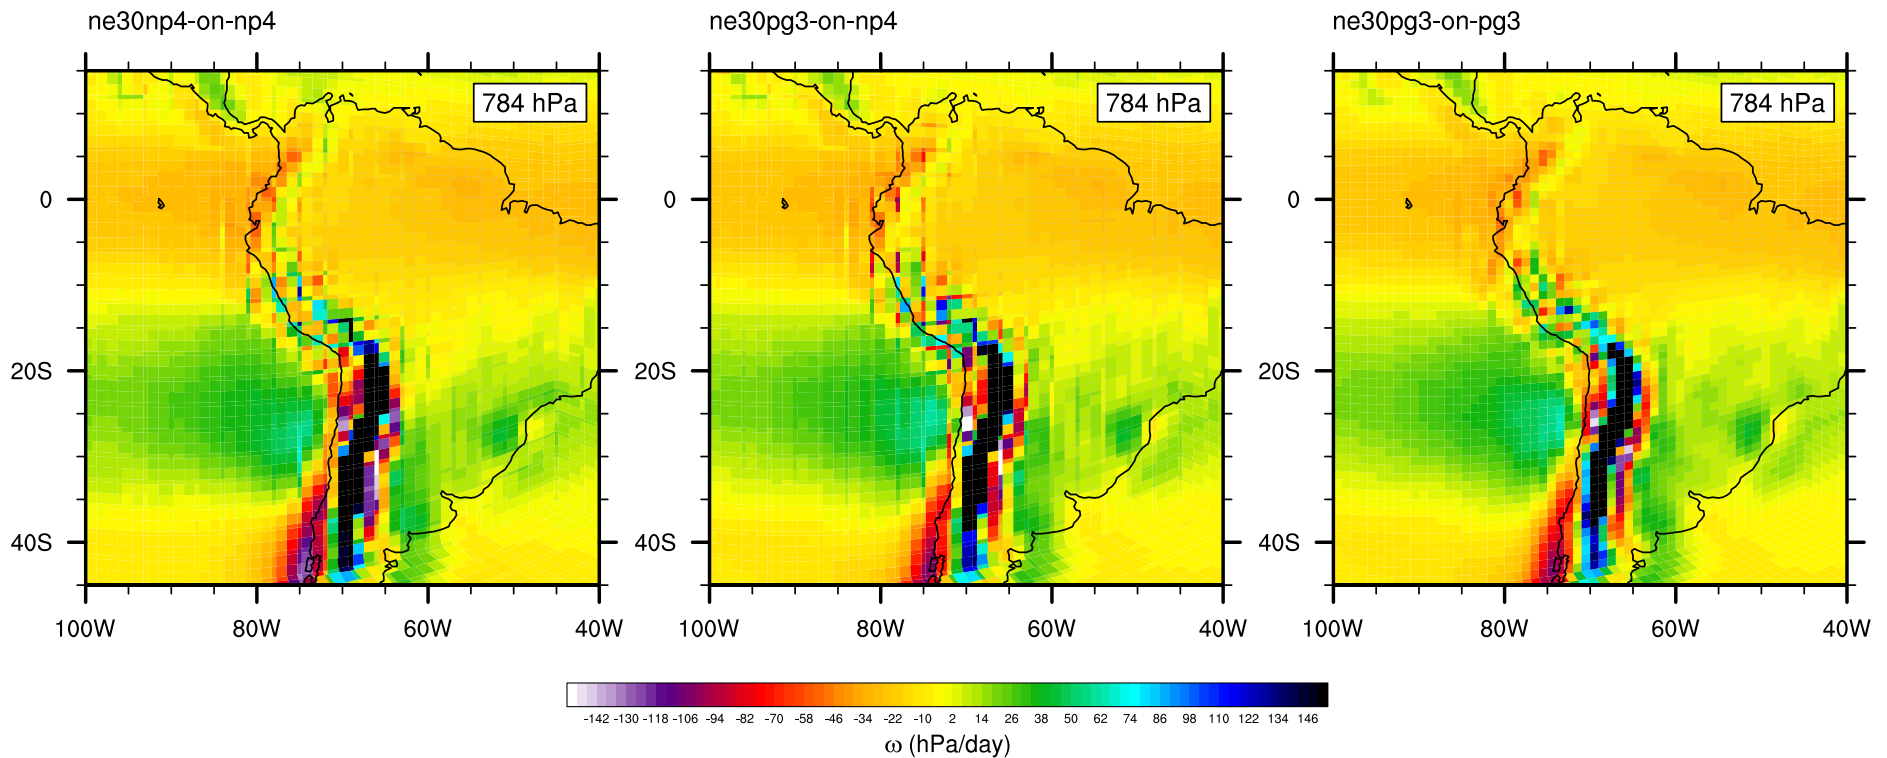 ne30np4-on-np4 ne30pg3-on-np4 ne30pg3-on-pg3
784 hPa 784 hPa 784 hPa
0 0 0
20S 20S 20S
40S 40S 40S
100W 80W 60W 40W 100W 80W 60W 40W 100W 80W 60W 40W
-142 -130 -118 -106 -94 -82 -70 -58 -46 -34 -22 -10 2 14 26 38 50 62 74 86 98 110 122 134 146
ω (hPa/day)